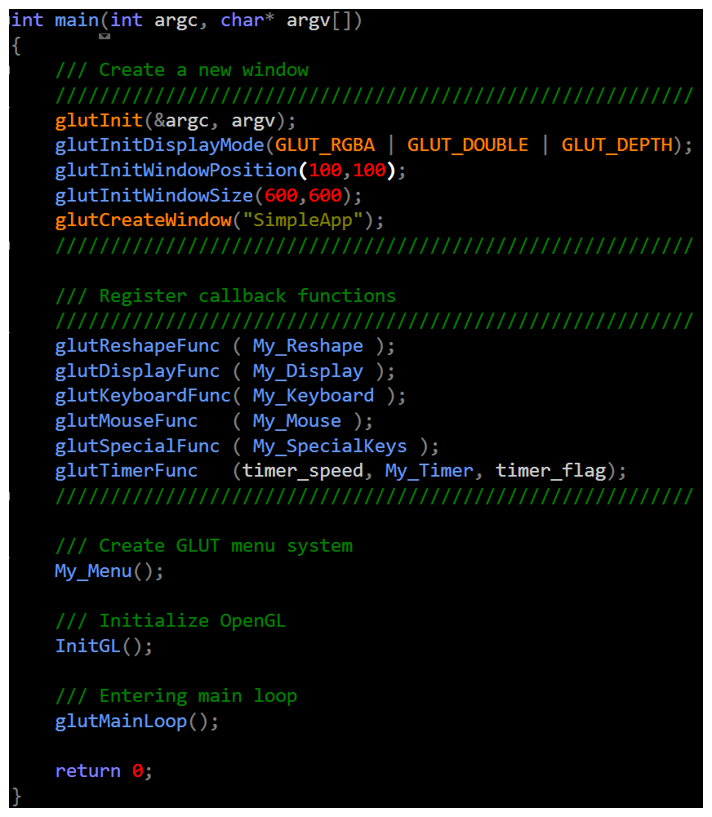 int main(int argc, char* argv[])
{
/// Create a new window
//////////////////////////////////////////////////////////
glutInit(&argc, argv);
glutInitDisplayMode(GLUT_RGBA | GLUT_DOUBLE | GLUT_DEPTH);
glutInitWindowPosition(100,100);
glutInitWindowSize(600,600);
glutCreateWindow("SimpleApp");
//////////////////////////////////////////////////////////
/// Register callback functions
//////////////////////////////////////////////////////////
glutReshapeFunc ( My_Reshape );
glutDisplayFunc ( My_Display );
glutKeyboardFunc( My_Keyboard );
glutMouseFunc   ( My_Mouse );
glutSpecialFunc ( My_SpecialKeys );
glutTimerFunc   (timer_speed, My_Timer, timer_flag);
//////////////////////////////////////////////////////////
/// Create GLUT menu system
My_Menu();
/// Initialize OpenGL
InitGL();
/// Entering main loop
glutMainLoop();
return 0;
}